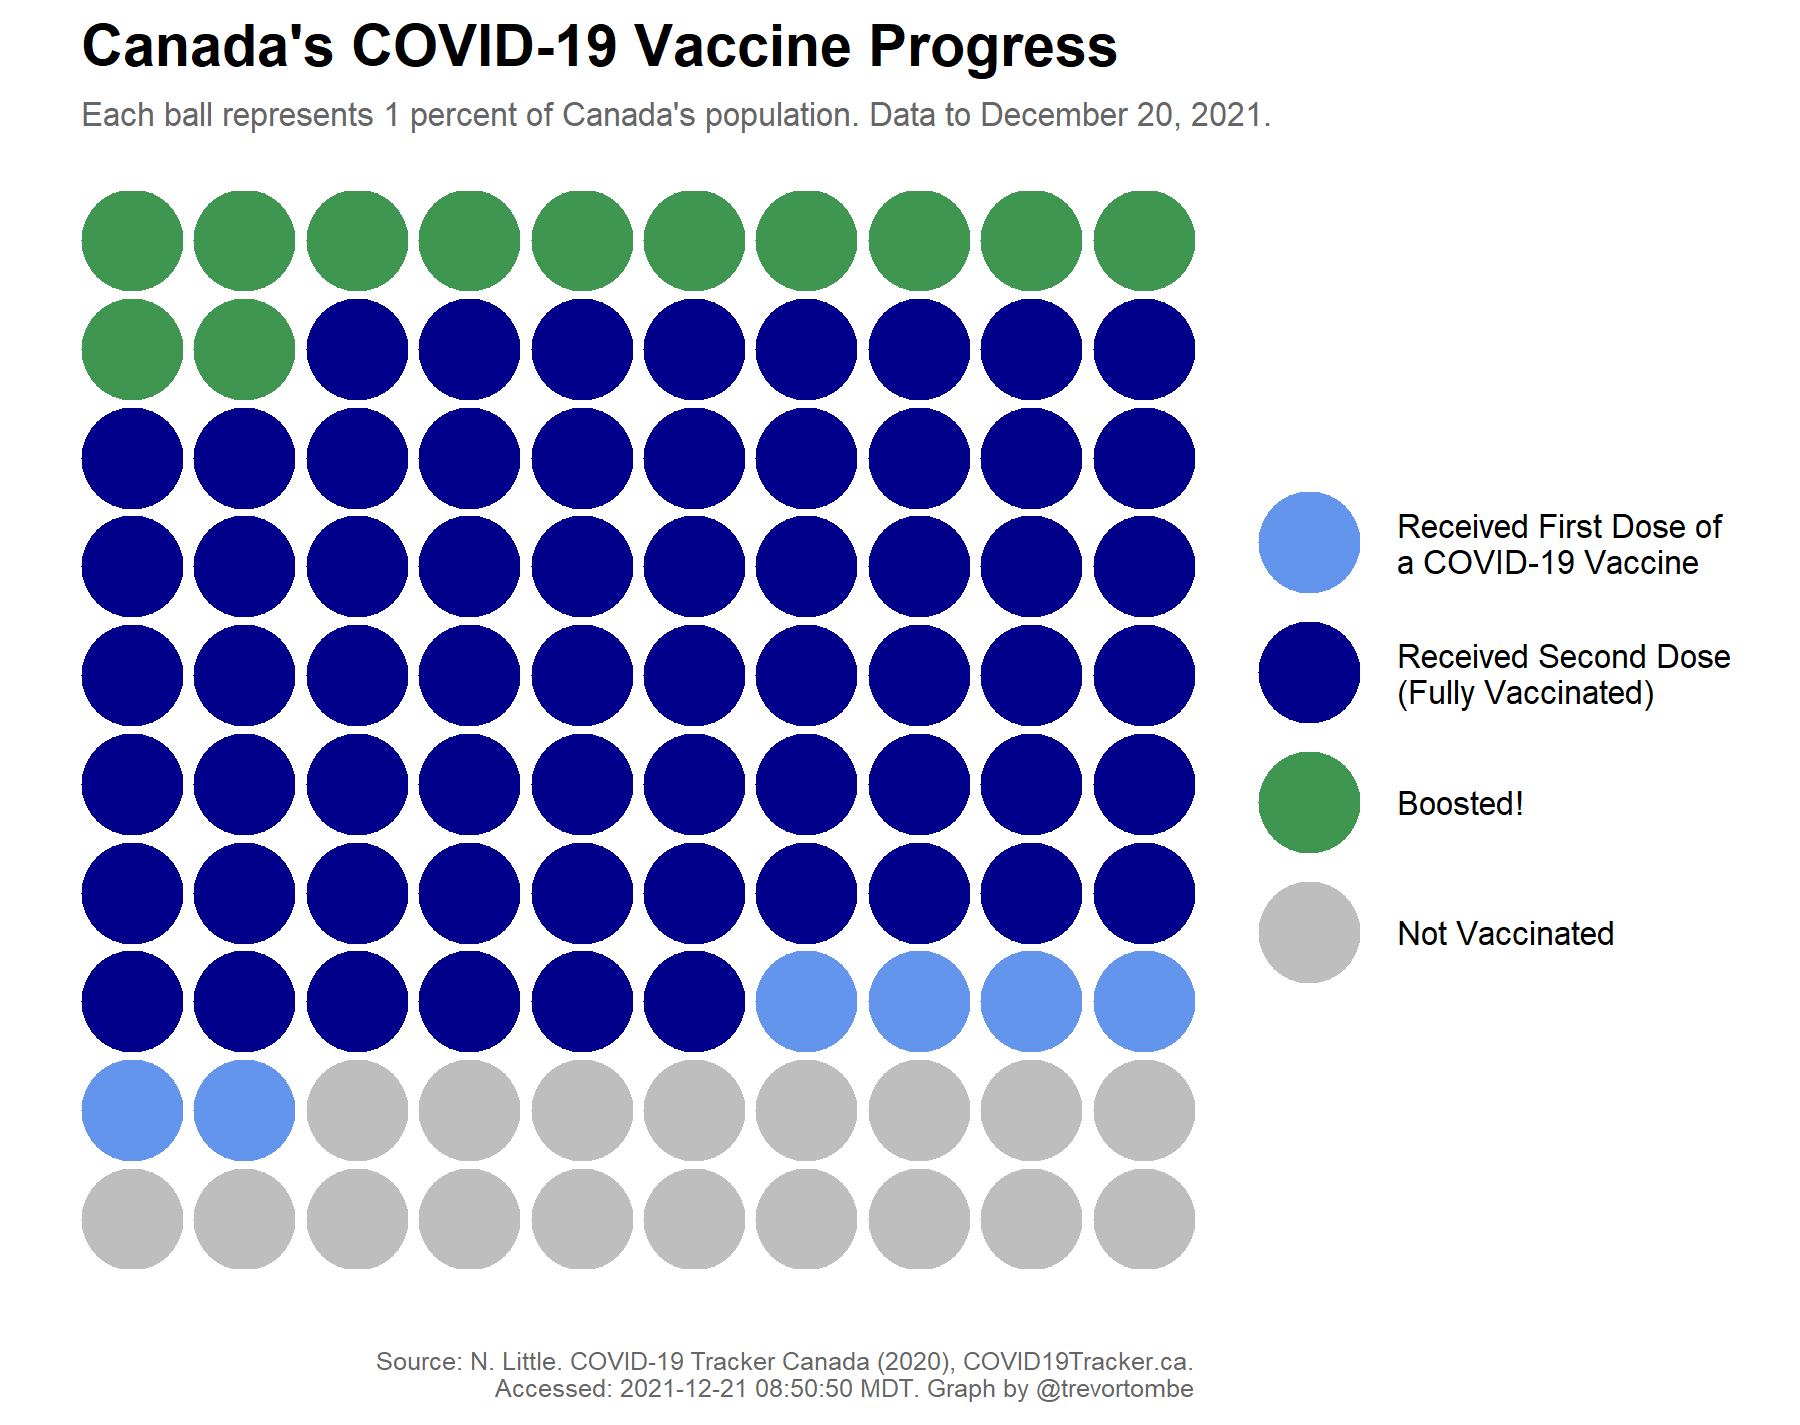 Canada's COVID-19 Vaccine Progress
Each ball represents 1 percent of Canada's population. Data to December 20, 2021.
Received First Dose of
a COVID-19 Vaccine
Received Second Dose
(Fully Vaccinated)
Boosted!
Not Vaccinated
Source: N. Little. COVID-19 Tracker Canada (2020), COVID19Tracker.ca.
Accessed: 2021-12-21 08:50:50 MDT. Graph by @trevortombe